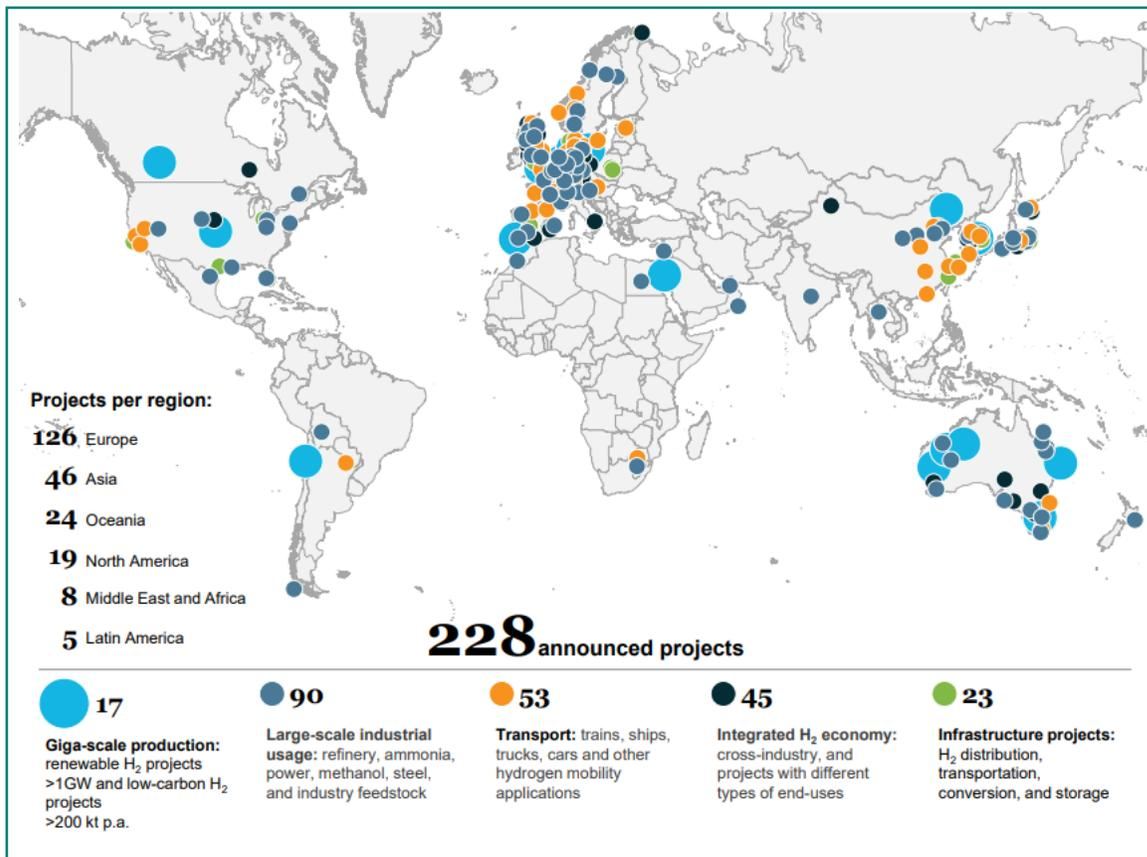 Projects per region:
126 Europe
46 Asia
24 Oceania
19 North America
8 Middle East and Africa
5 Latin America
228 announced projects
17
Giga-scale production:
renewable H2 projects
>1GW and low-carbon H2
projects
>200 kt p.a.
90
Large-scale industrial
usage: refinery, ammonia,
power, methanol, steel,
and industry feedstock
53
Transport: trains, ships,
trucks, cars and other
hydrogen mobility
applications
45
Integrated H2 economy:
cross-industry, and
projects with different
types of end-uses
23
Infrastructure projects:
H2 distribution,
transportation,
conversion, and storage